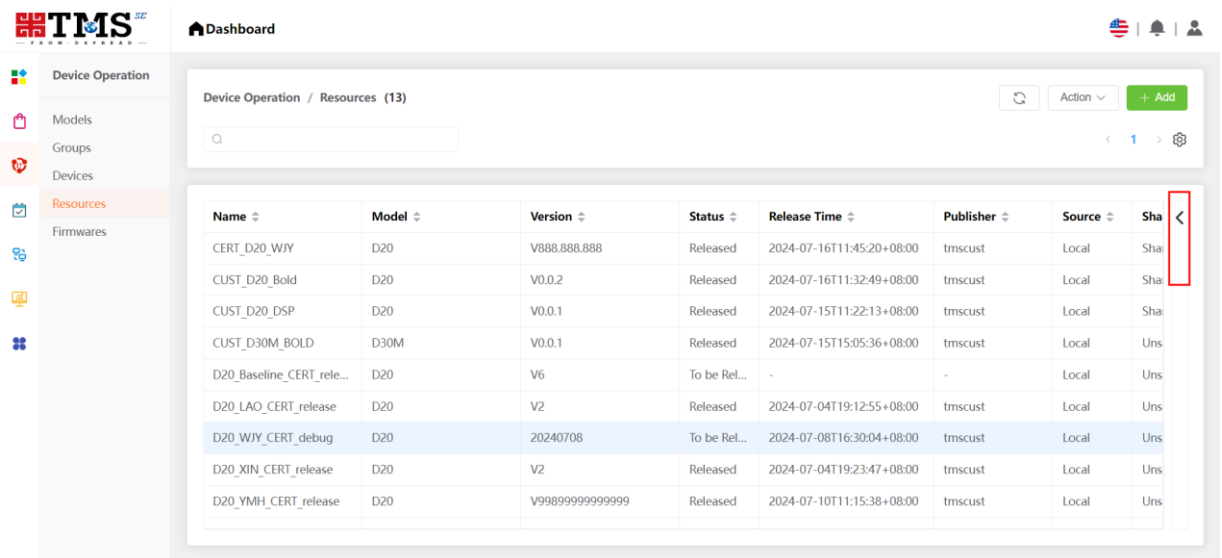 TMS SE
FROM·DSPREAD
Dashboard
Device Operation
Models
Groups
Devices
Resources
Firmwares
Device Operation / Resources (13)
Action
+ Add
1
Name Model Version Status Release Time Publisher Source Sha
CERT_D20_WJY D20 V888.888.888 Released 2024-07-16T11:45:20+08:00 tmscust Local Sha
CUST_D20_Bold D20 V0.0.2 Released 2024-07-16T11:32:49+08:00 tmscust Local Sha
CUST_D20_DSP D20 V0.0.1 Released 2024-07-15T11:22:13+08:00 tmscust Local Sha
CUST_D30M_BOLD D30M V0.0.1 Released 2024-07-15T15:05:36+08:00 tmscust Local Uns
D20_Baseline_CERT_rele... D20 V6 To be Rel... - - Local Uns
D20_LAO_CERT_release D20 V2 Released 2024-07-04T19:12:55+08:00 tmscust Local Uns
D20_WJY_CERT_debug D20 20240708 To be Rel... 2024-07-08T16:30:04+08:00 tmscust Local Uns
D20_XIN_CERT_release D20 V2 Released 2024-07-04T19:23:47+08:00 tmscust Local Uns
D20_YMH_CERT_release D20 V99899999999999 Released 2024-07-10T11:15:38+08:00 tmscust Local Uns